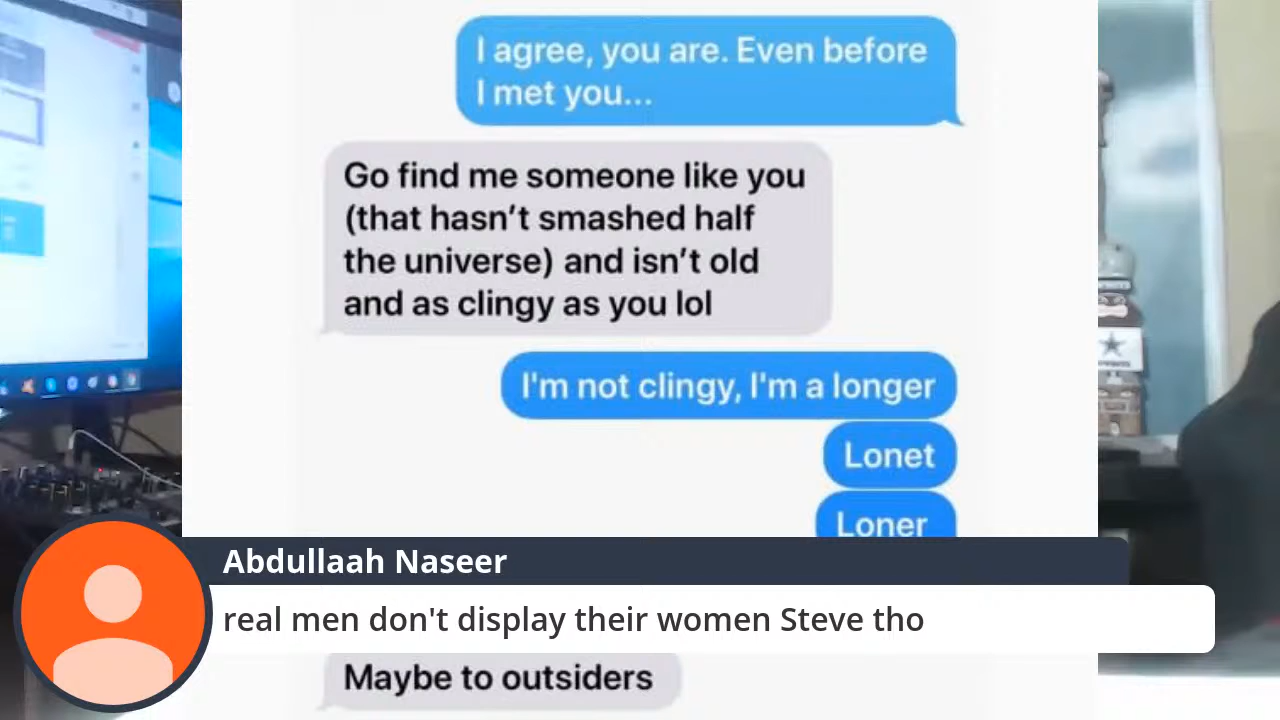 I agree, you are. Even before
I met you...
Go find me someone like you
(that hasn't smashed half
the universe) and isn't old
and as clingy as you lol
I'm not clingy, I'm a longer
Lonet
Loner
Abdullaah Naseer
real men don't display their women Steve tho
Maybe to outsiders